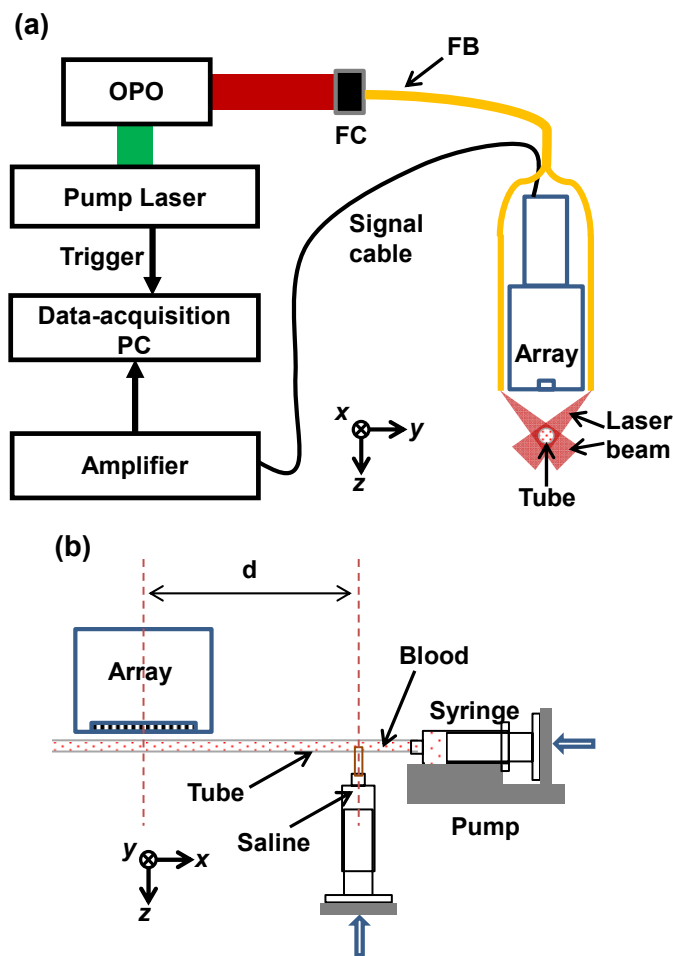 (a)
FB
OPO
FC
Pump Laser
Signal
cable
Trigger
Data-acquisition
PC
Array
x
y
z
Laser
beam
Amplifier
Tube
(b)
d
Blood
Array
Syringe
Tube
Saline
Pump
y
x
z